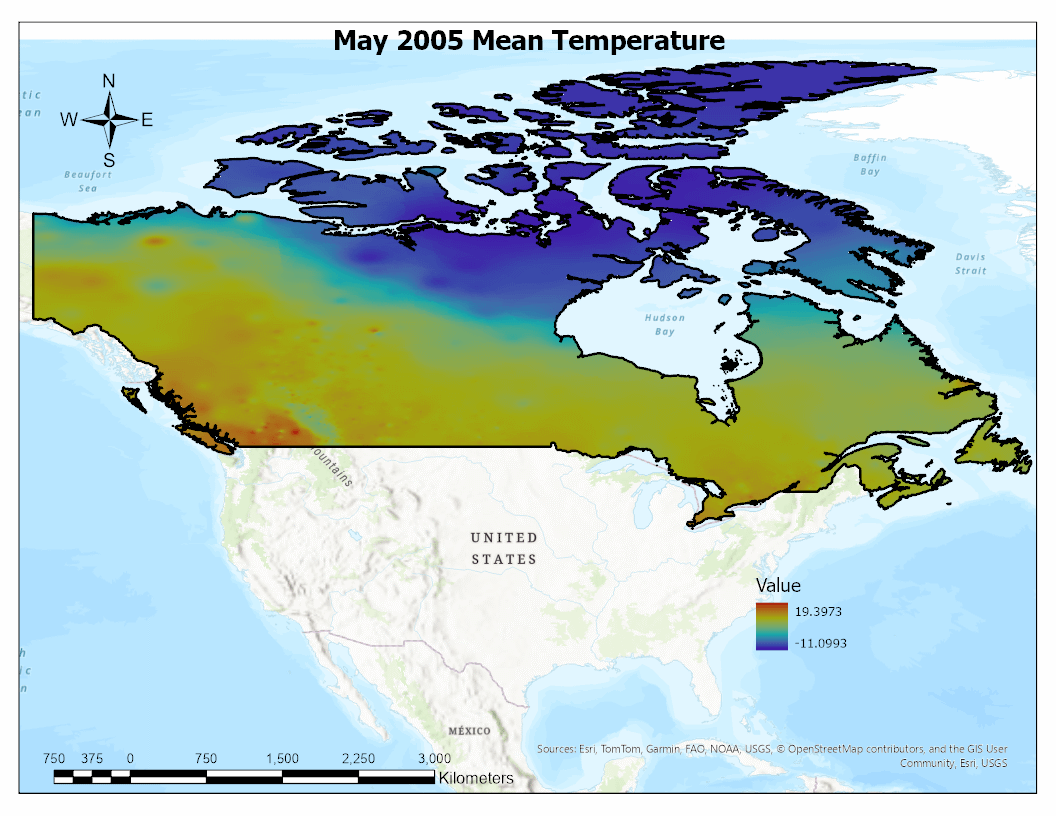 May 2005 Mean Temperature
N
W E
S
tic
ean
Beaufort
Sea
Baffin
Bay
Davis
Strait
Hudson
Bay
ountains
UNITED
STATES
Value
19.3973
-11.0993
h
ic
n
MÉXICO
Sources: Esri, TomTom, Garmin, FAO, NOAA, USGS, © OpenStreetMap contributors, and the GIS User
Community, Esri, USGS
750 375 0 750 1,500 2,250 3,000
Kilometers